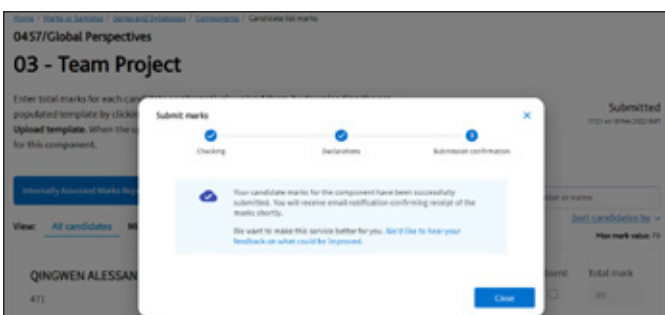 Home / Marks or Samples / Series and Syllabuses / Components / Candidate list marks
0457/Global Perspectives
03 - Team Project
Enter total marks for each
populated template by
Upload template. When the
for this component.
Submitted
Internally Assessed Marks
or name
View: All candidates
Sort candidates by
Max mark value: 
QINGWEN ALESSAN
Total mark
Submit marks
Checking
Declarations
Submission confirmation
Your candidate marks for the component have been successfully
submitted. You will receive email notification confirming receipt of the
marks shortly.
We want to make this service better for you. We'd like to hear your
feedback on what could be improved.
Close